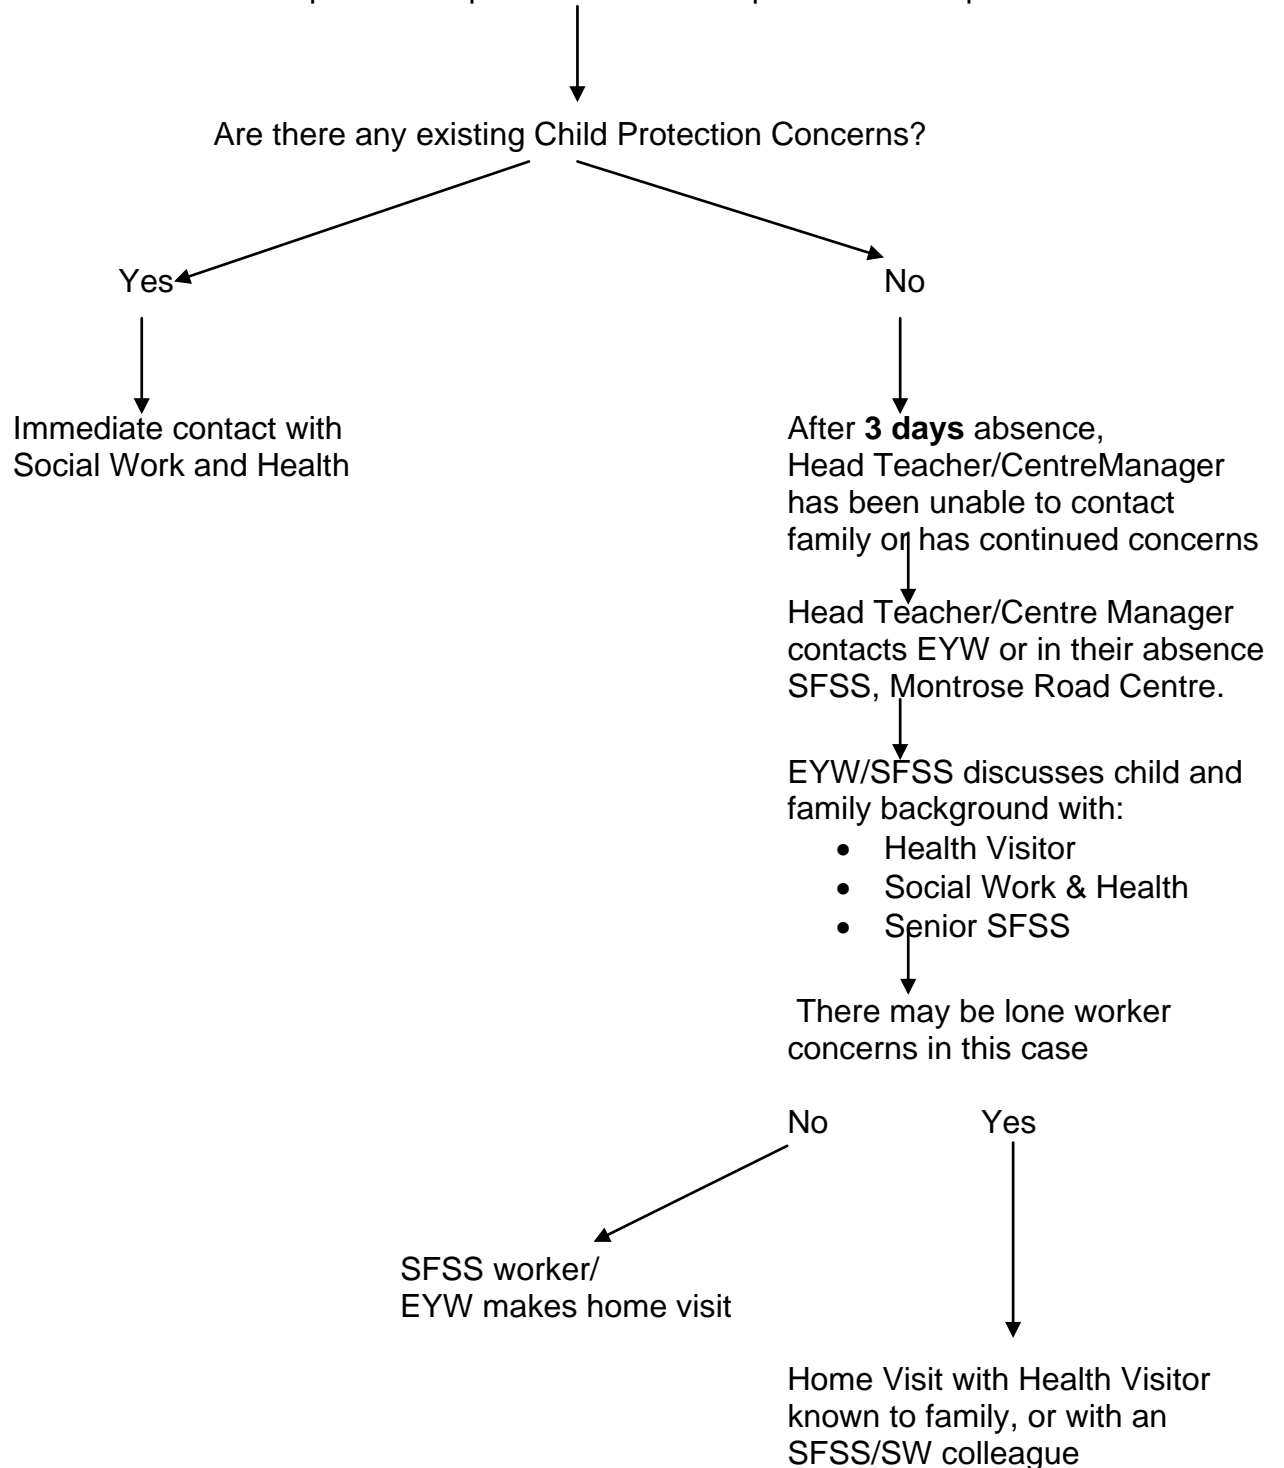 Are there any existing Child Protection Concerns?
Yes
No
Immediate contact with
Social Work and Health
After 3 days absence,
Head Teacher/CentreManager
has been unable to contact
family or has continued concerns
Head Teacher/Centre Manager
contacts EYW or in their absence
SFSS, Montrose Road Centre.
EYW/SFSS discusses child and
family background with:
• Health Visitor
• Social Work & Health
• Senior SFSS
There may be lone worker
concerns in this case
No Yes
SFSS worker/
EYW makes home visit
Home Visit with Health Visitor
known to family, or with an
SFSS/SW colleague